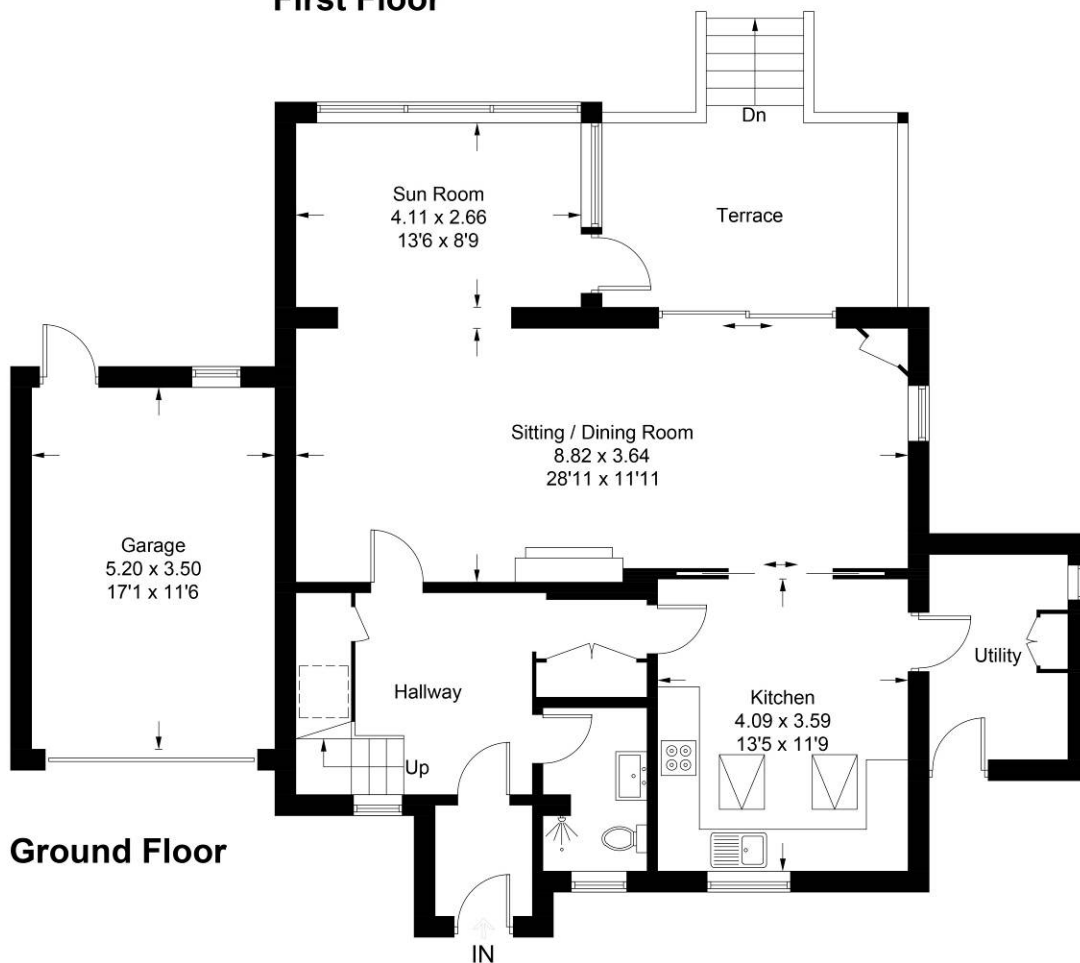 First Floor
Dn
Sun Room
4.11 x 2.66
13'6 x 8'9
Terrace
Sitting / Dining Room
8.82 x 3.64
28'11 x 11'11
Garage
5.20 x 3.50
17'1 x 11'6
Utility
Hallway
Kitchen
4.09 x 3.59
13'5 x 11'9
Up
Ground Floor
IN